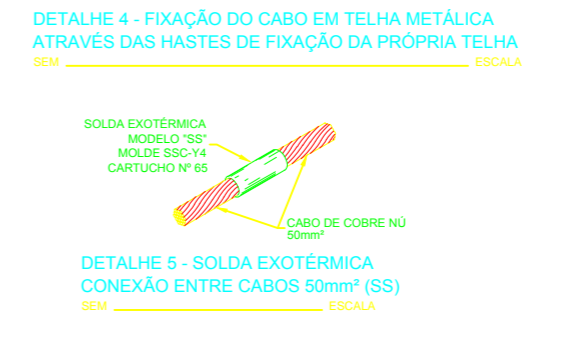 DETALHE 4 - FIXAÇÃO DO CABO EM TELHA METÁLICA
ATRAVÉS DAS HASTES DE FIXAÇÃO DA PRÓPRIA TELHA
SEM ESCALA
SOLDA EXOTÉRMICA
MODELO "SS"
MOLDE SSC-Y4
CARTUCHO Nº 65
CABO DE COBRE NÚ
50mm²
DETALHE 5 - SOLDA EXOTÉRMICA
CONEXÃO ENTRE CABOS 50mm² (SS)
SEM ESCALA